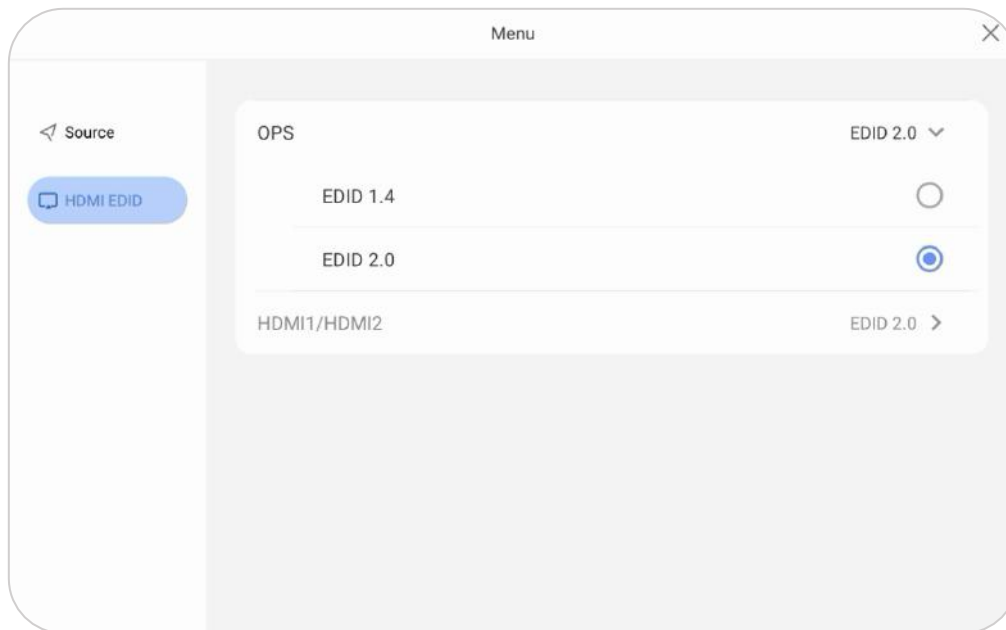 Menu
Source
HDMI EDID
OPS
EDID 2.0
EDID 1.4
EDID 2.0
HDMI1/HDMI2
EDID 2.0